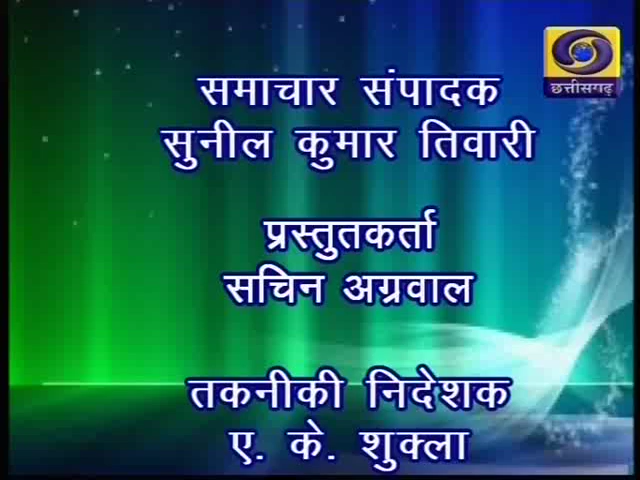 छत्तीसगढ़
समाचार संपादक
सुनील कुमार तिवारी
प्रस्तुतकर्ता
सचिन अग्रवाल
तकनीकी निदेशक
ए. के. शुक्ला